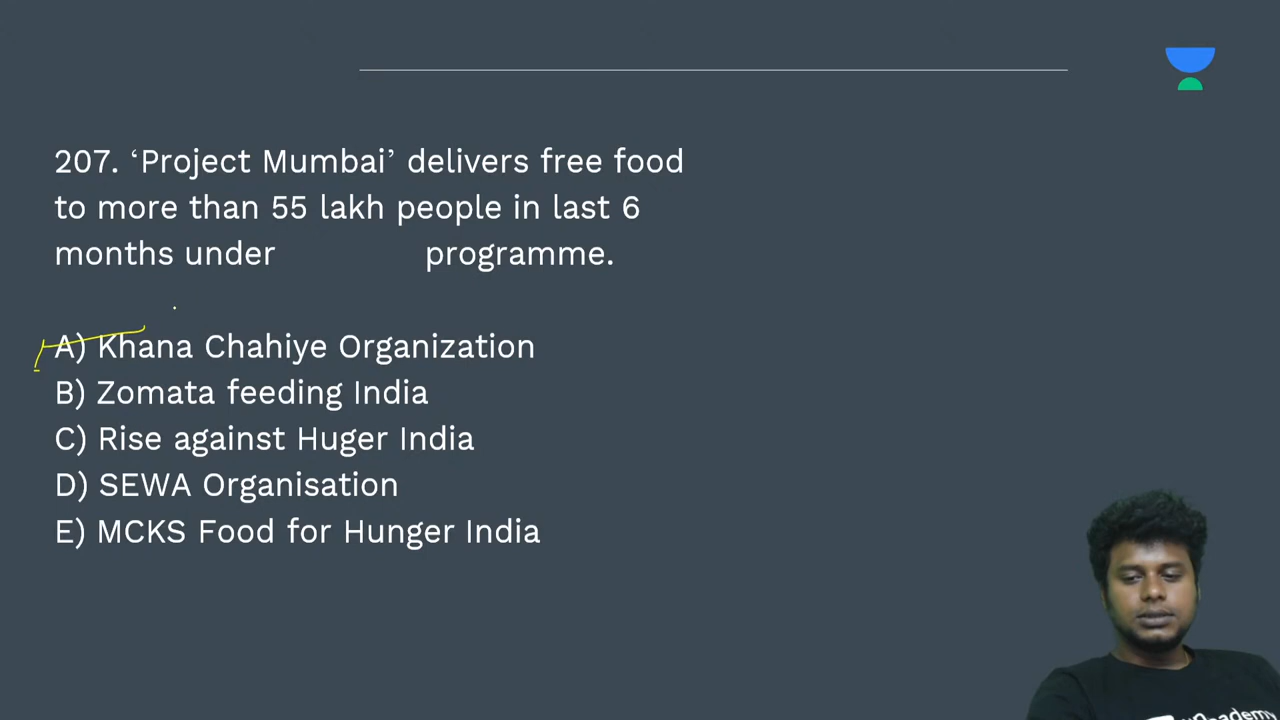 207. ‘Project Mumbai’ delivers free food
to more than 55 lakh people in last 6
months under programme.
A) Khana Chahiye Organization
B) Zomata feeding India
C) Rise against Huger India
D) SEWA Organisation
E) MCKS Food for Hunger India